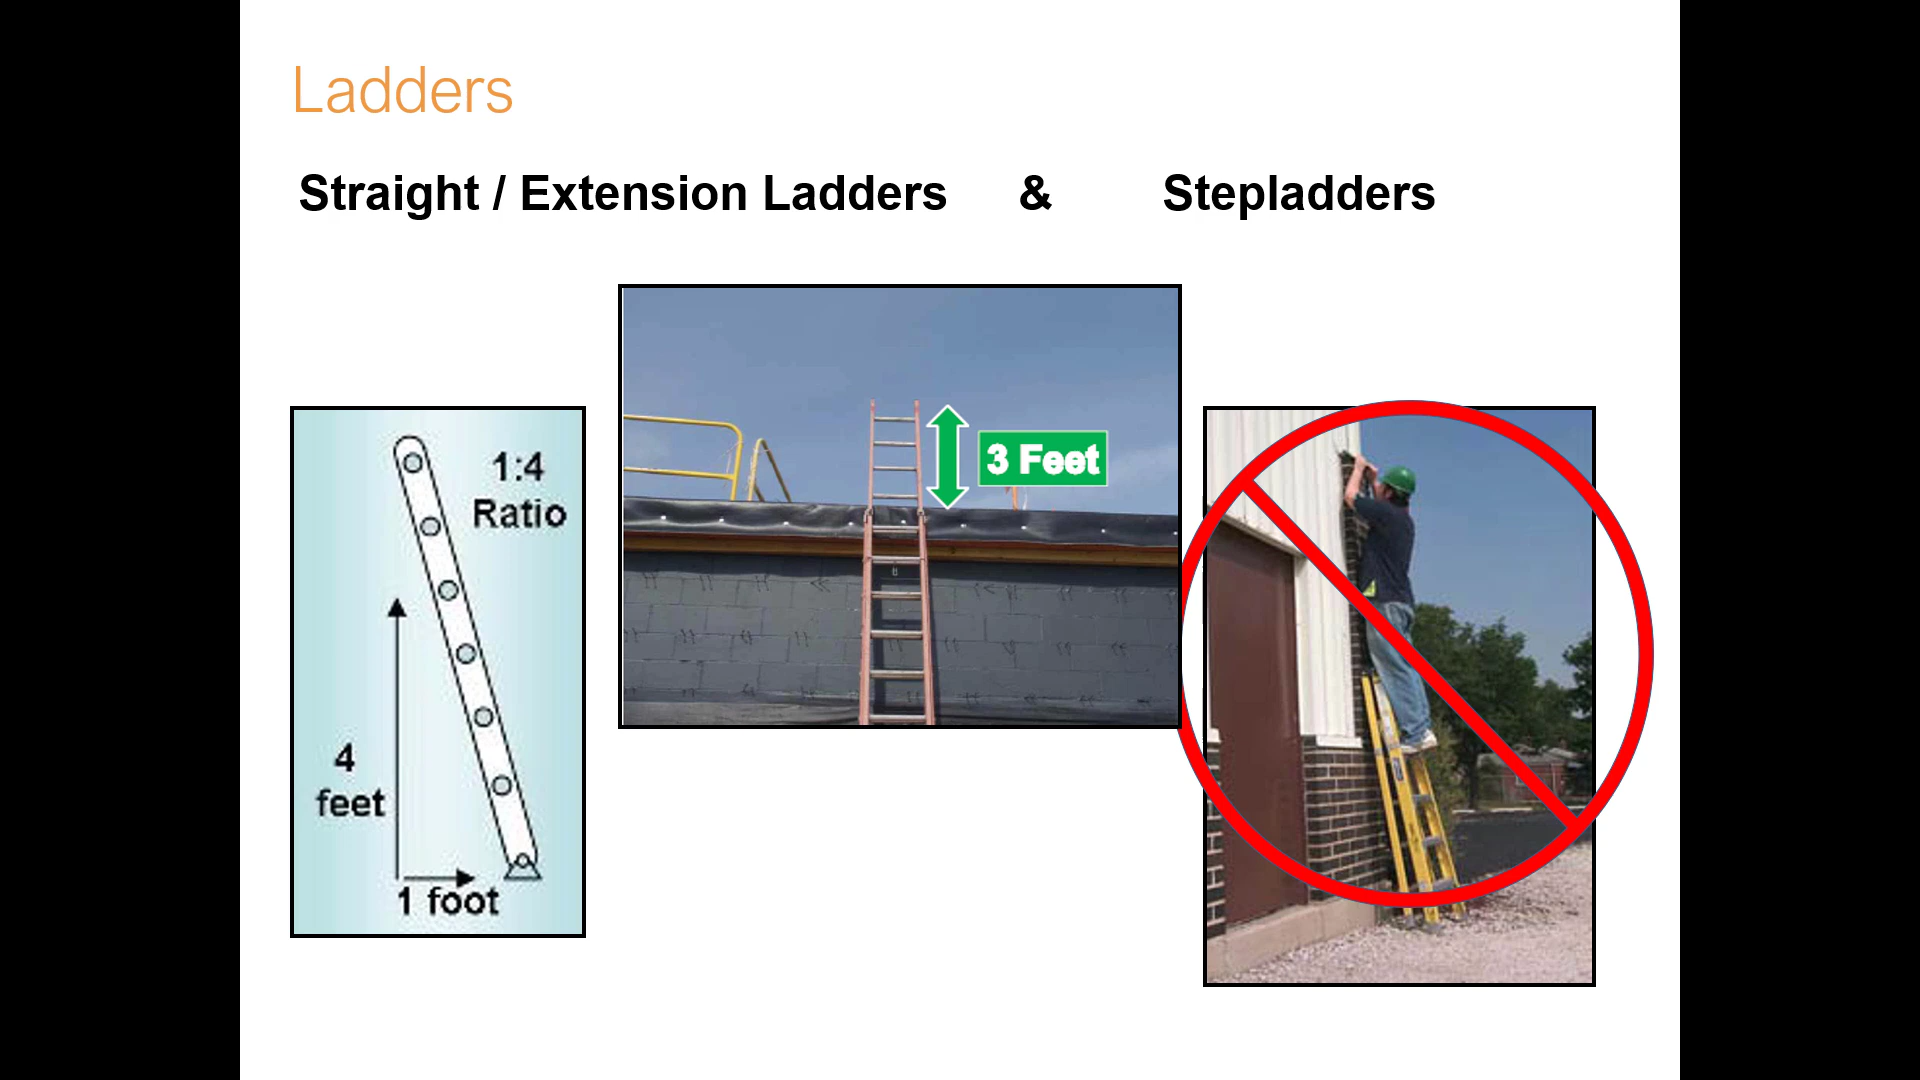 Ladders
Straight / Extension Ladders & Stepladders
3 Feet
1:4
Ratio
4
feet
1 foot